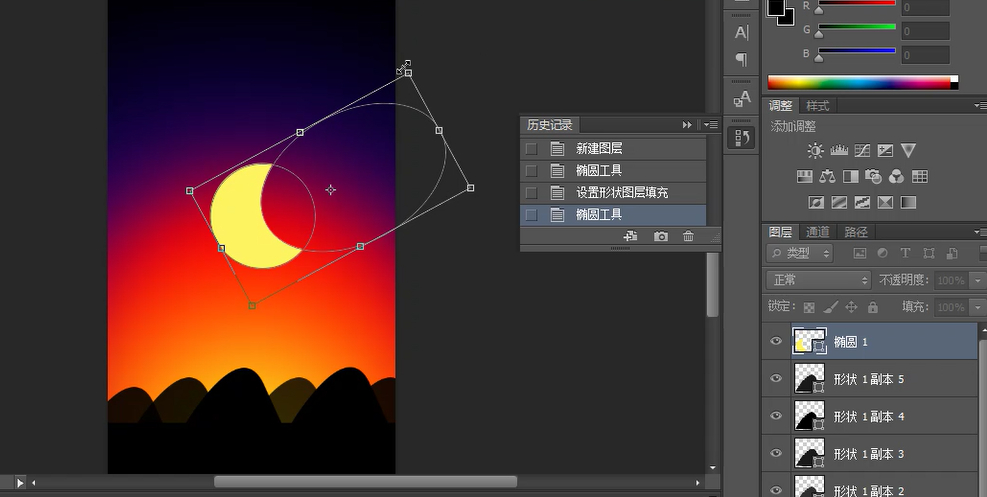 R
0
G
0
B
0
A
调整 样式
添加调整
历史记录
新建图层
椭圆工具
设置形状图层填充
椭圆工具
图层 通道 路径
类型
正常 不透明度: 100%
锁定: 填充: 100%
椭圆 1
形状 1 副本 5
形状 1 副本 4
形状 1 副本 3
形状 1 副本 2